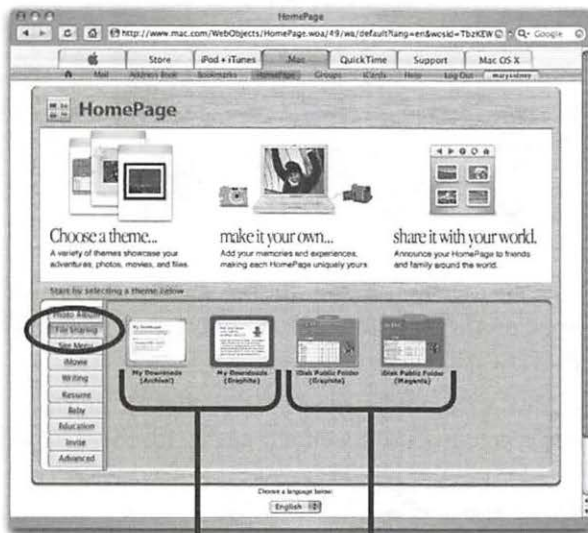 HomePage
http://www.mac.com/WebObjects/HomePage.woa/49/wa/default?lang=en&wcsid=TbzKEW
Q- Google
Store iPod + iTunes Mac QuickTime Support Mac OS X
Mail Address Book Bookmarks HomePage Groups iCards Help Log Out
HomePage
Choose a theme...
A variety of themes showcase your
adventures, photos, movies, and files.
make it your own...
Add your memories and experiences,
making each HomePage uniquely yours.
share it with your world.
Announce your HomePage to friends
and family around the world.
Start by selecting a theme below
Photo Album
File Sharing
Site Menu
iMovie
Writing
Resume
Baby
Education
Invite
Advanced
My Downloads
(Archival)
My Downloads
(Graphite)
iDisk Public Folder
(Graphite)
iDisk Public Folder
(Magenta)
Choose a language below:
English